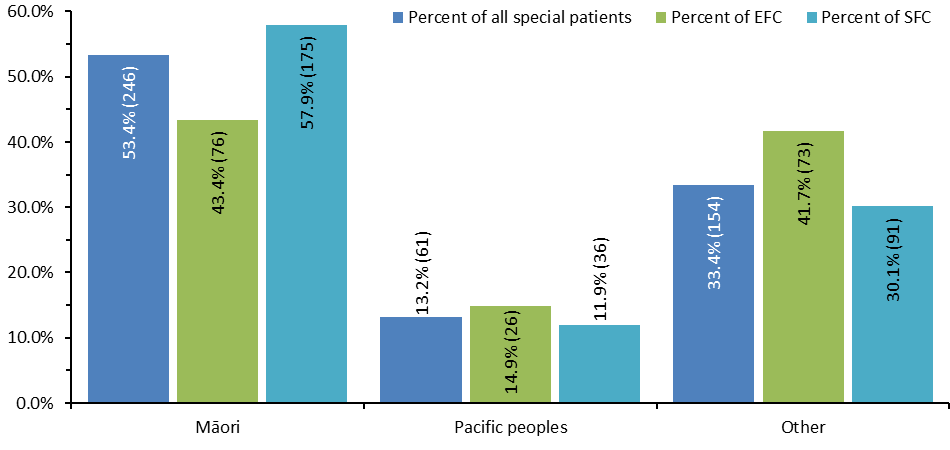 Percent of all special patients
Percent of EFC
Percent of SFC
60.0%
50.0%
40.0%
30.0%
20.0%
10.0%
0.0%
53.4% (246)
43.4% (76)
57.9% (175)
13.2% (61)
14.9% (26)
11.9% (36)
33.4% (154)
41.7% (73)
30.1% (91)
Māori
Pacific peoples
Other